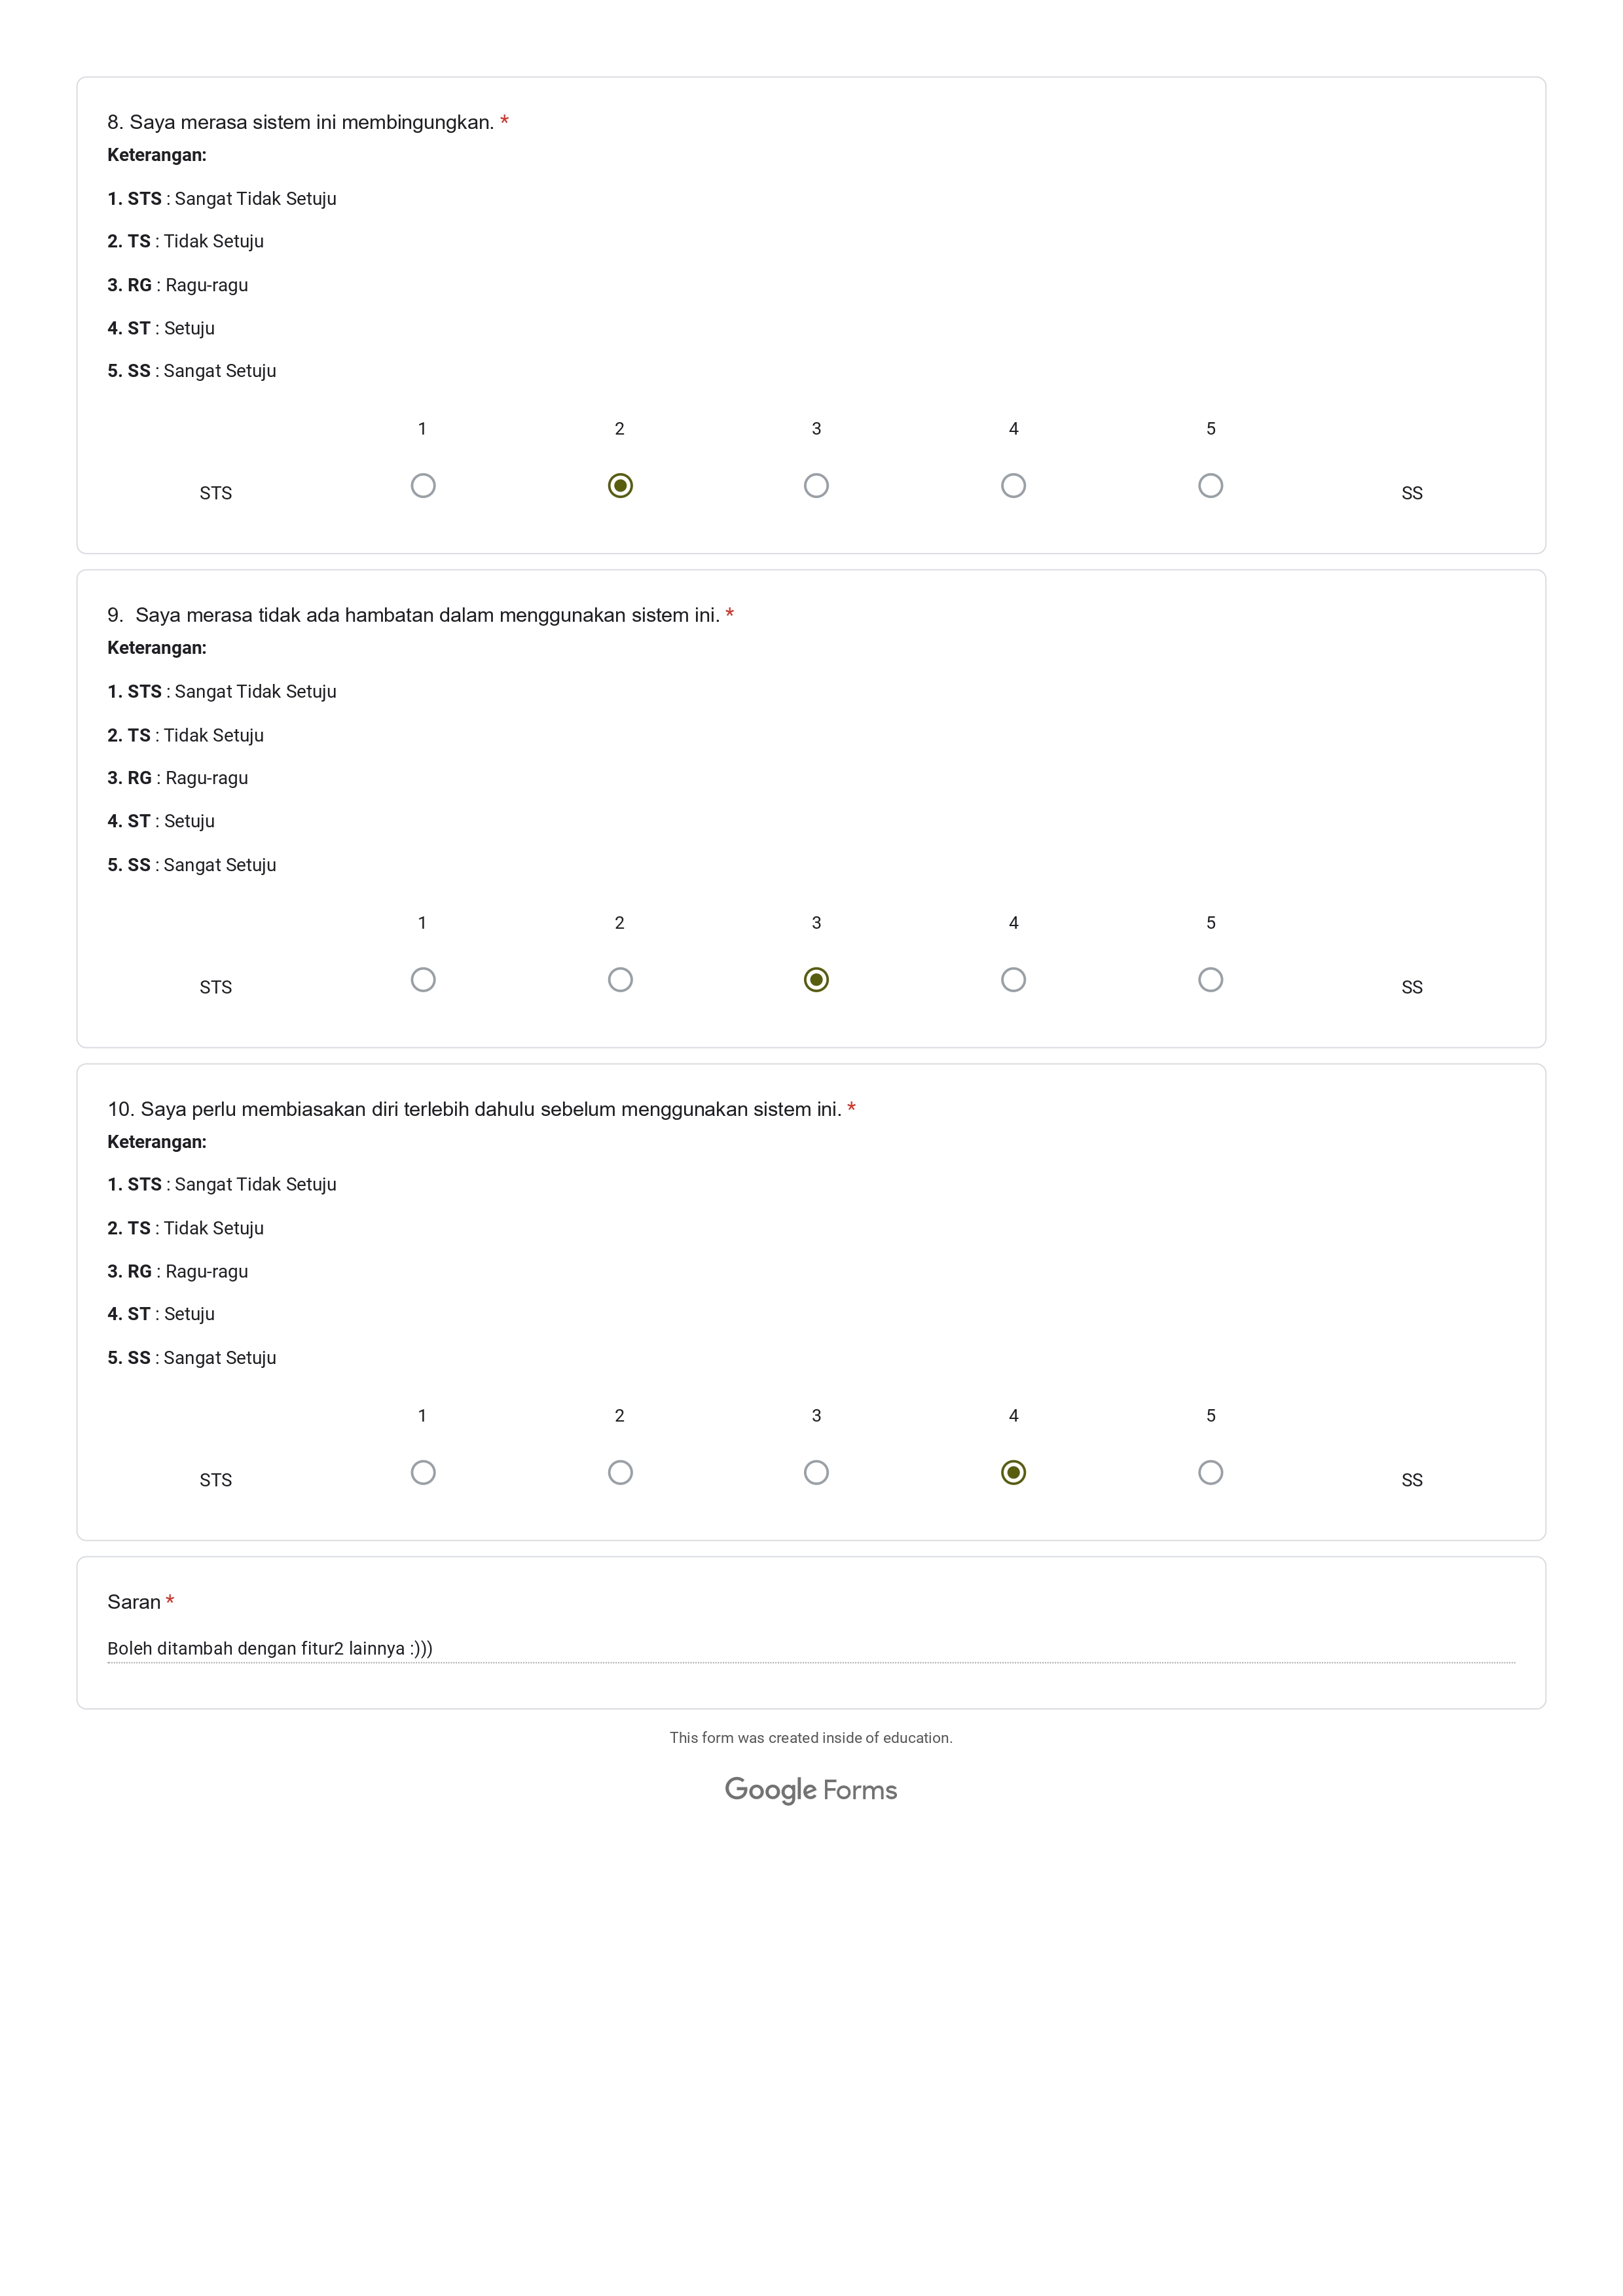 8. Saya merasa sistem ini membingungkan. *
Keterangan:
1. STS : Sangat Tidak Setuju
2. TS : Tidak Setuju
3. RG : Ragu-ragu
4. ST : Setuju
5. SS : Sangat Setuju
1 2 3 4 5
STS SS
9.  Saya merasa tidak ada hambatan dalam menggunakan sistem ini. *
Keterangan:
1. STS : Sangat Tidak Setuju
2. TS : Tidak Setuju
3. RG : Ragu-ragu
4. ST : Setuju
5. SS : Sangat Setuju
1 2 3 4 5
STS SS
10. Saya perlu membiasakan diri terlebih dahulu sebelum menggunakan sistem ini. *
Keterangan:
1. STS : Sangat Tidak Setuju
2. TS : Tidak Setuju
3. RG : Ragu-ragu
4. ST : Setuju
5. SS : Sangat Setuju
1 2 3 4 5
STS SS
Saran *
Boleh ditambah dengan fitur2 lainnya :)))
This form was created inside of education.
Google Forms